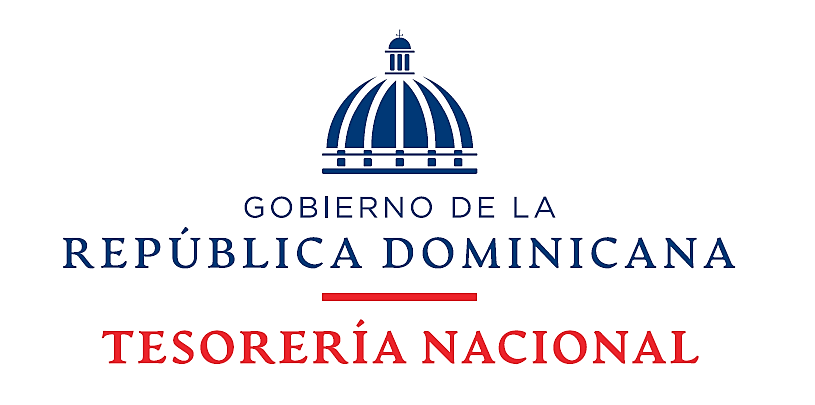 GOBIERNO DE LA
REPÚBLICA DOMINICANA
TESORERÍA NACIONAL